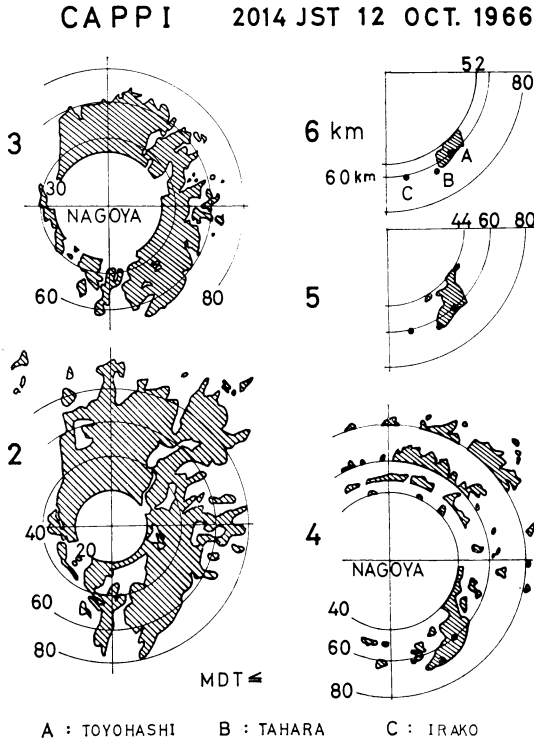 CAPPI 2014 JST 12 OCT. 1966
3
30
NAGOYA
60
80
52
80
6 km
60 km
A
B
C
44 60 80
5
2
40
20
60
80
4
NAGOYA
40
60
80
MDT ≦
A : TOYOHASHI B : TAHARA C : IRAKO